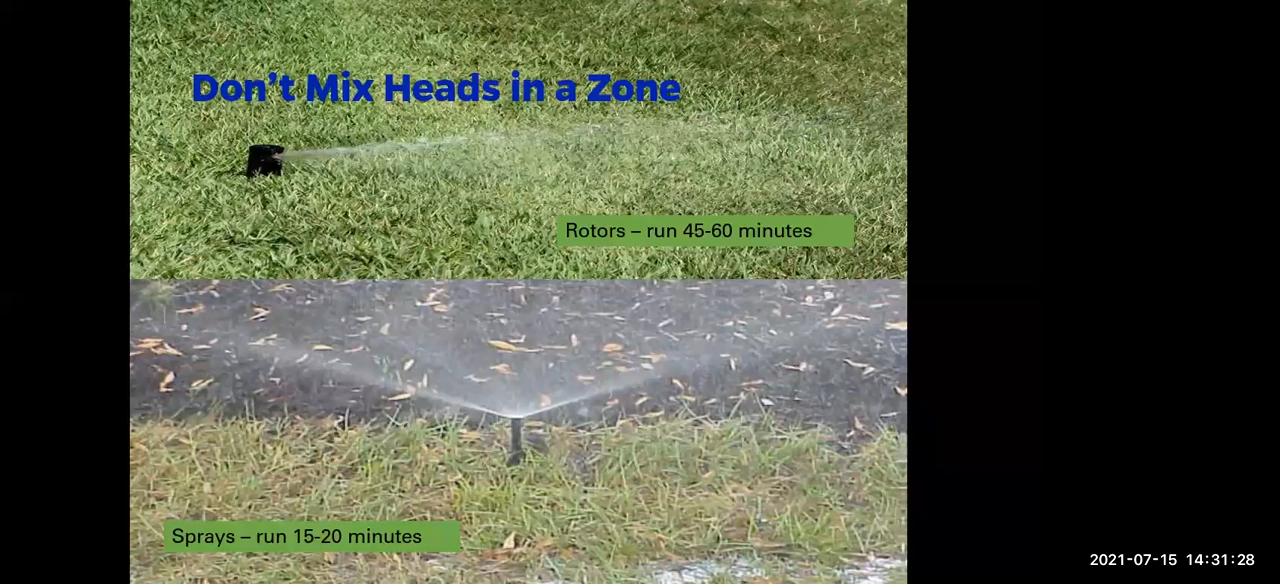 Don't Mix Heads in a Zone
Rotors – run 45-60 minutes
Sprays – run 15-20 minutes
2021-07-15 14:31:28